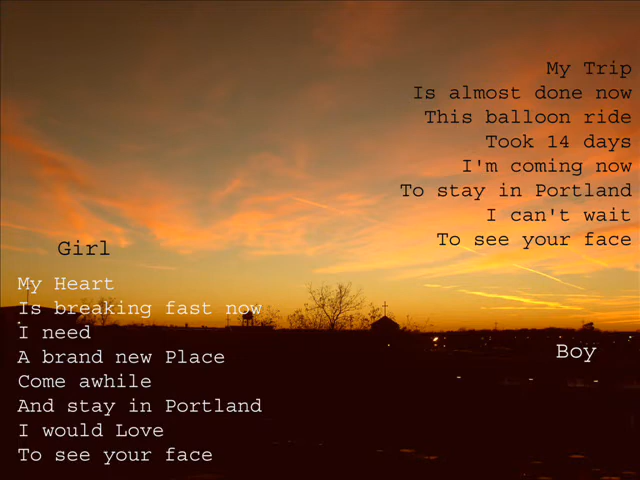 My Trip
Is almost done now
This balloon ride
Took 14 days
I'm coming now
To stay in Portland
I can't wait
To see your face
Girl
My Heart
Is breaking fast now
I need
A brand new Place
Come awhile
And stay in Portland
I would Love
To see your face
Boy